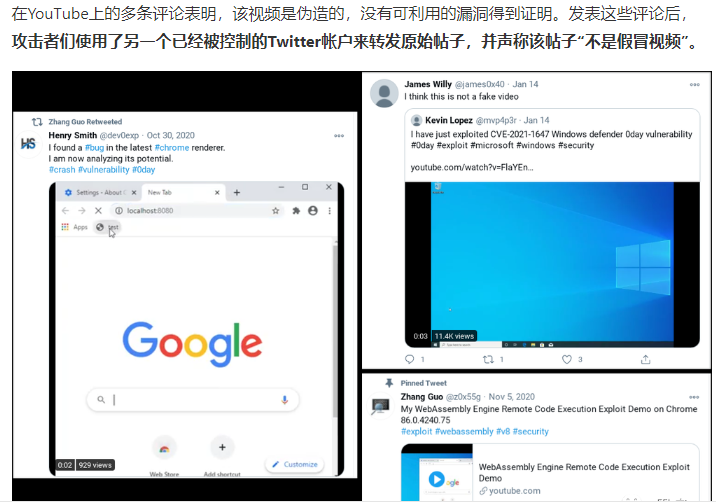 在YouTube上的多条评论表明，该视频是伪造的，没有可利用的漏洞得到证明。发表这些评论后，
攻击者们使用了另一个已经被控制的Twitter帐户来转发原始帖子，并声称该帖子“不是假冒视频”。
Zhang Guo Retweeted
Henry Smith @dev0exp · Oct 30, 2020
I found a #bug in the latest #chrome renderer.
I am now analyzing its potential.
#crash #vulnerability #0day
Settings - About C
New Tab
localhost:8080
Apps
test
Google
Web Store
Add shortcut
Customize
0:02
929 views
James Willy @james0x40 · Jan 14
I think this is not a fake video
Kevin Lopez @mvp4p3r · Jan 14
I have just exploited CVE-2021-1647 Windows defender 0day vulnerability
#0day #exploit #microsoft #windows #security
youtube.com/watch?v=FlaYEn...
0:03
11.4K views
1
1
3
Pinned Tweet
Zhang Guo @z0x55g · Nov 5, 2020
My WebAssembly Engine Remote Code Execution Exploit Demo on Chrome
86.0.4240.75
#exploit #webassembly #v8 #security
WebAssembly Engine Remote Code Execution Exploit
Demo
youtube.com